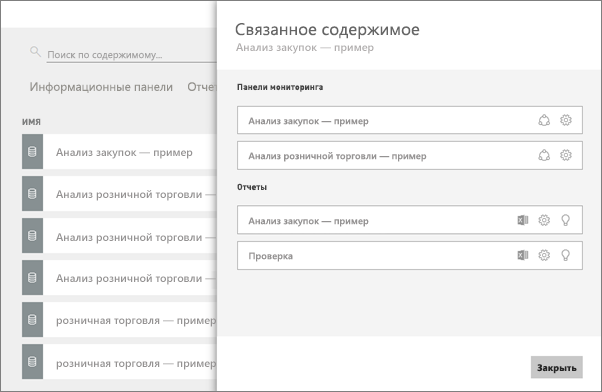 Связанное содержимое
Анализ закупок — пример
Поиск по содержимому...
Информационные панели
ИМЯ
Анализ закупок — пример
Анализ розничной торговли —
Анализ розничной торговли —
Анализ розничной торговли —
розничная торговля — пример
розничная торговля — пример
Панели мониторинга
Анализ закупок — пример
Анализ розничной торговли — пример
Отчеты
Анализ закупок — пример
Проверка
Закрыть